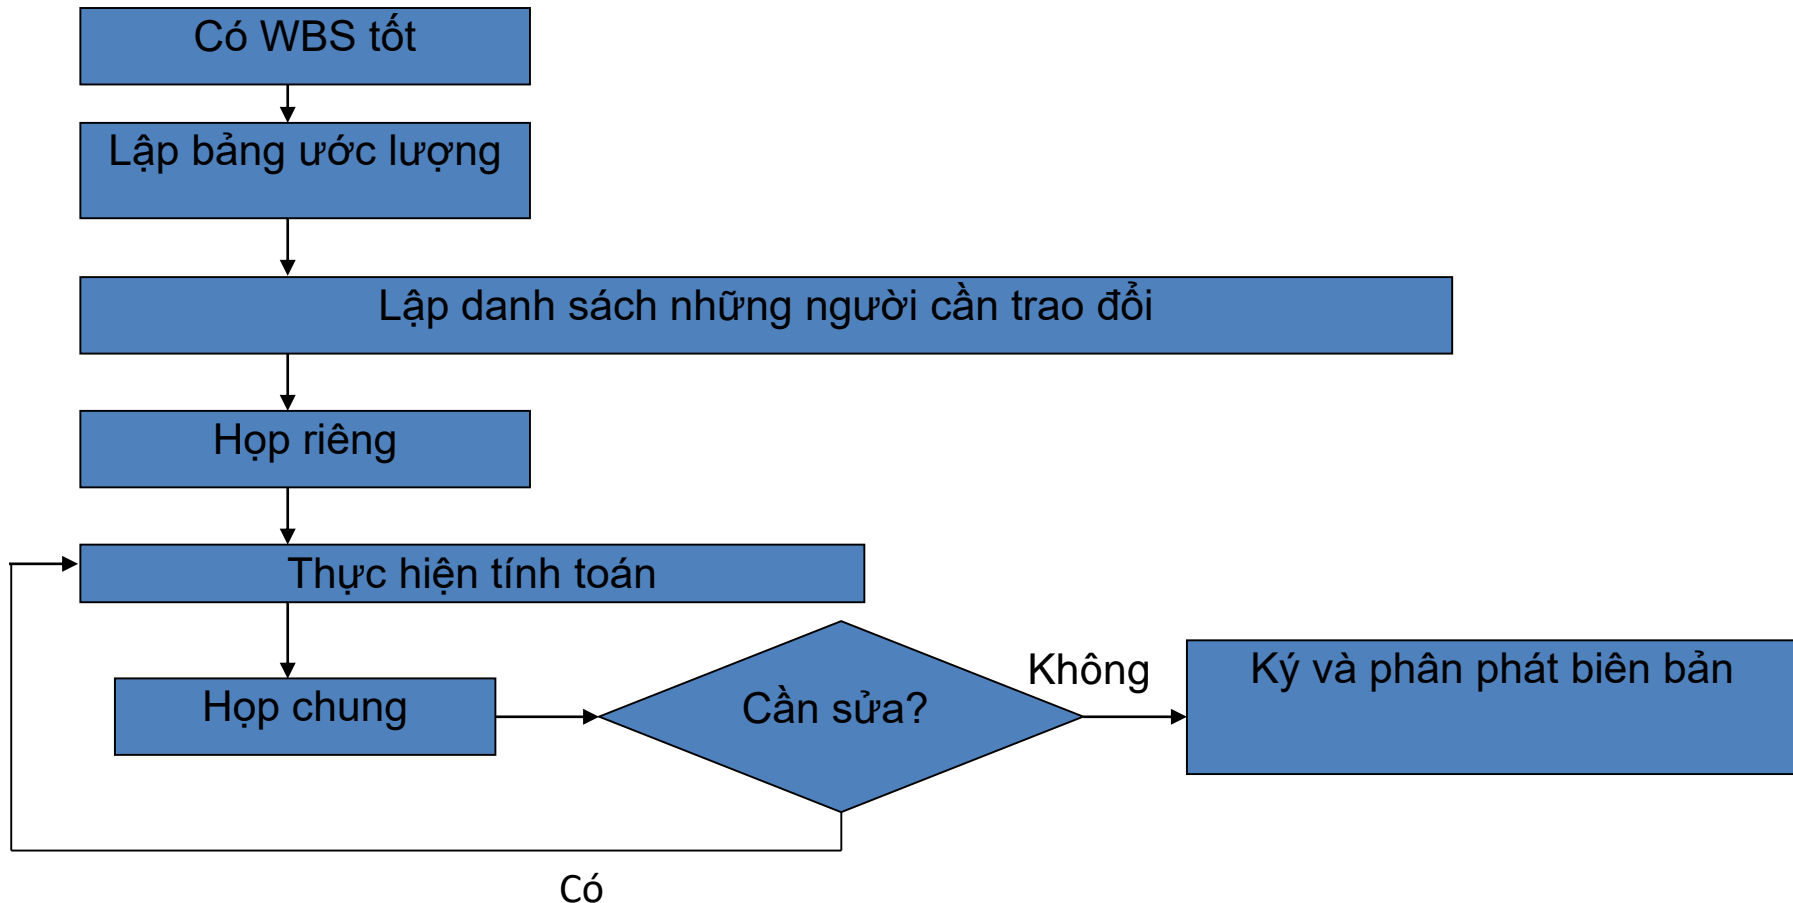 Có WBS tốt
Lập bảng ước lượng
Lập danh sách những người cần trao đổi
Họp riêng
Thực hiện tính toán
Họp chung
Cần sửa?
Không
Ký và phân phát biên bản
Có